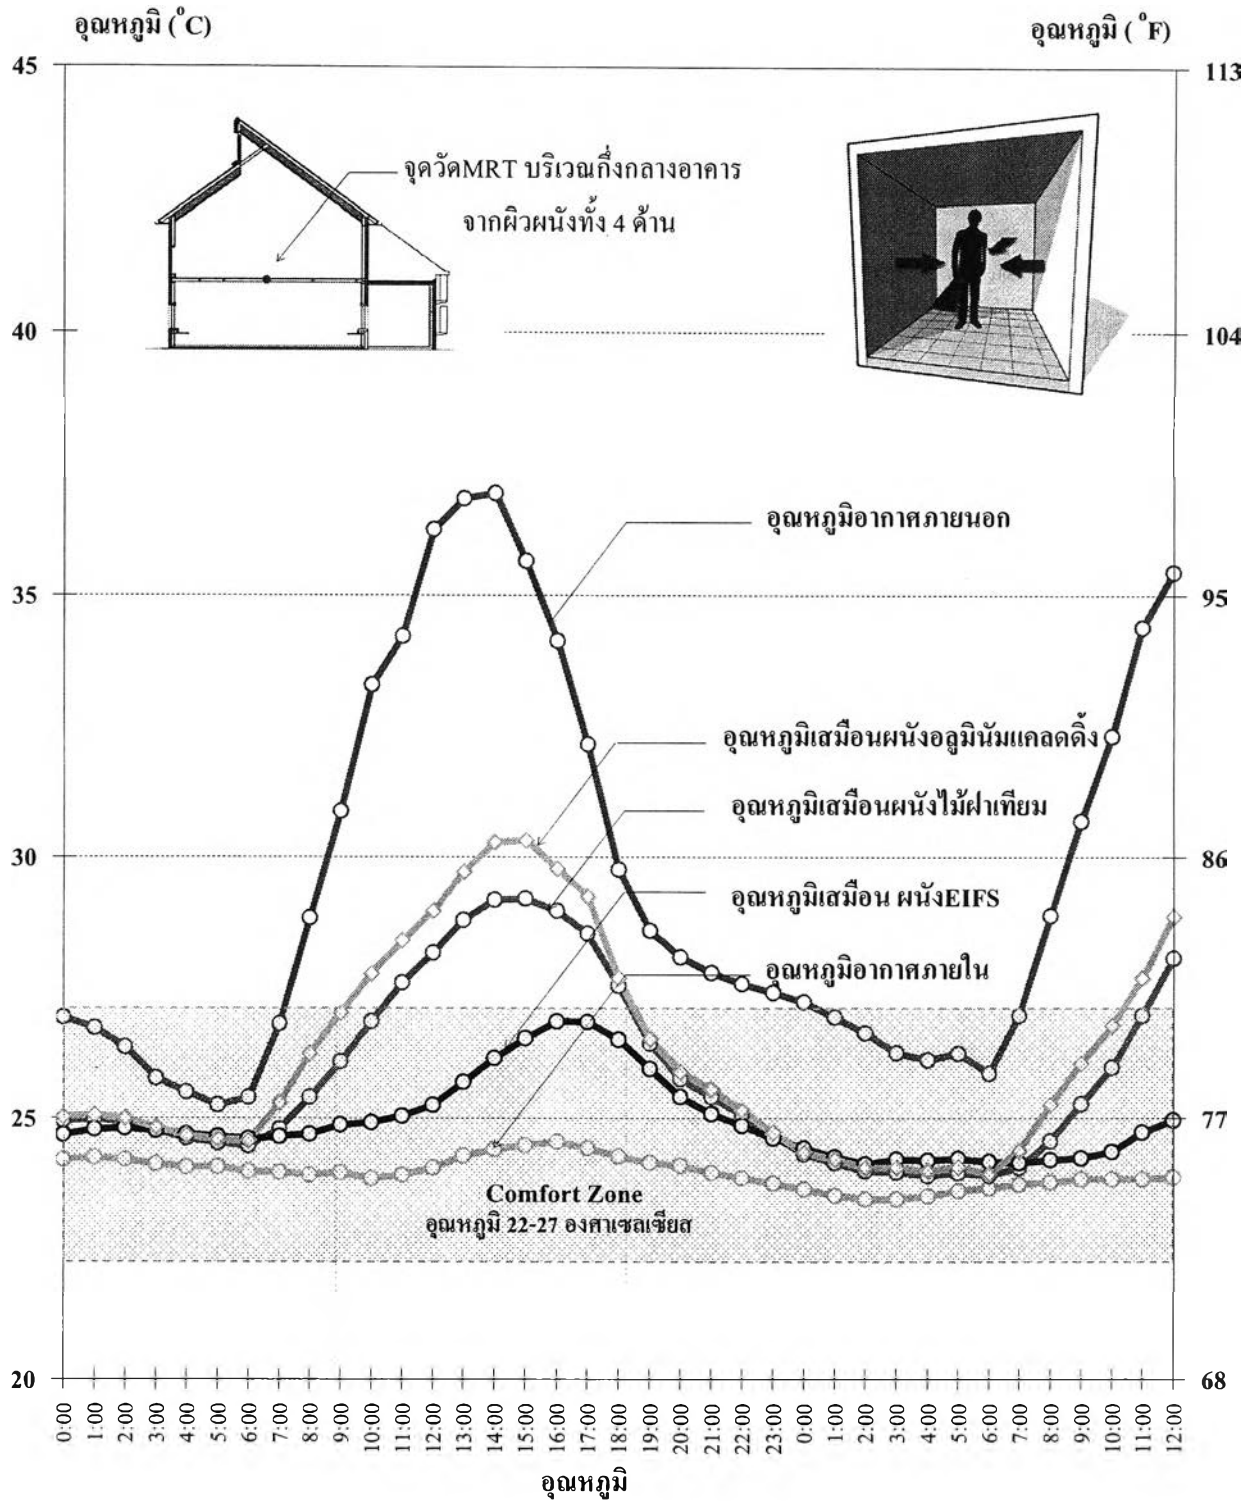 อุณหภูมิ (°C)
อุณหภูมิ ( °F)
45
113
จุดวัดMRT บริเวณกึ่งกลางอาคาร
จากผิวผนังทั้ง 4 ด้าน
40
104
อุณหภูมิอากาศภายนอก
35
95
อุณหภูมิเสมือนผนังอลูมินัมแคลดดิ้ง
อุณหภูมิเสมือนผนังไม้ฝาเทียม
30
86
อุณหภูมิเสมือน ผนังEIFS
อุณหภูมิอากาศภายใน
25
77
Comfort Zone
อุณหภูมิ 22-27 องศาเซลเซียส
20
68
0:00 1:00 2:00 3:00 4:00 5:00 6:00 7:00 8:00 9:00 10:00 11:00 12:00 13:00 14:00 15:00 16:00 17:00 18:00 19:00 20:00 21:00 22:00 23:00 0:00 1:00 2:00 3:00 4:00 5:00 6:00 7:00 8:00 9:00 10:00 11:00 12:00
อุณหภูมิ